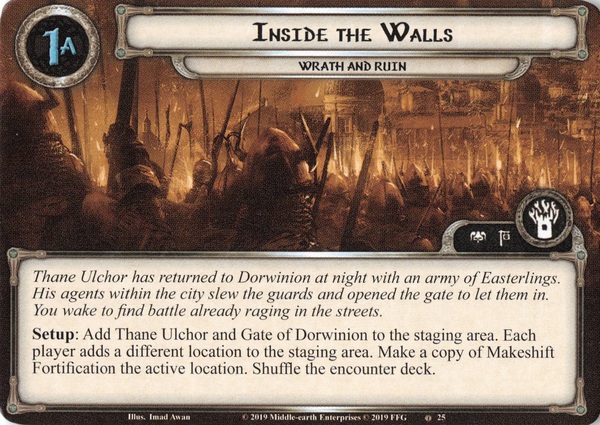 1A
INSIDE THE WALLS
WRATH AND RUIN
Thane Ulchor has returned to Dorwinion at night with an army of Easterlings.
His agents within the city slew the guards and opened the gate to let them in.
You wake to find battle already raging in the streets.
Setup: Add Thane Ulchor and Gate of Dorwinion to the staging area. Each
player adds a different location to the staging area. Make a copy of Makeshift
Fortification the active location. Shuffle the encounter deck.
Illus. Imad Awan © 2019 Middle-earth Enterprises © 2019 FFG 25